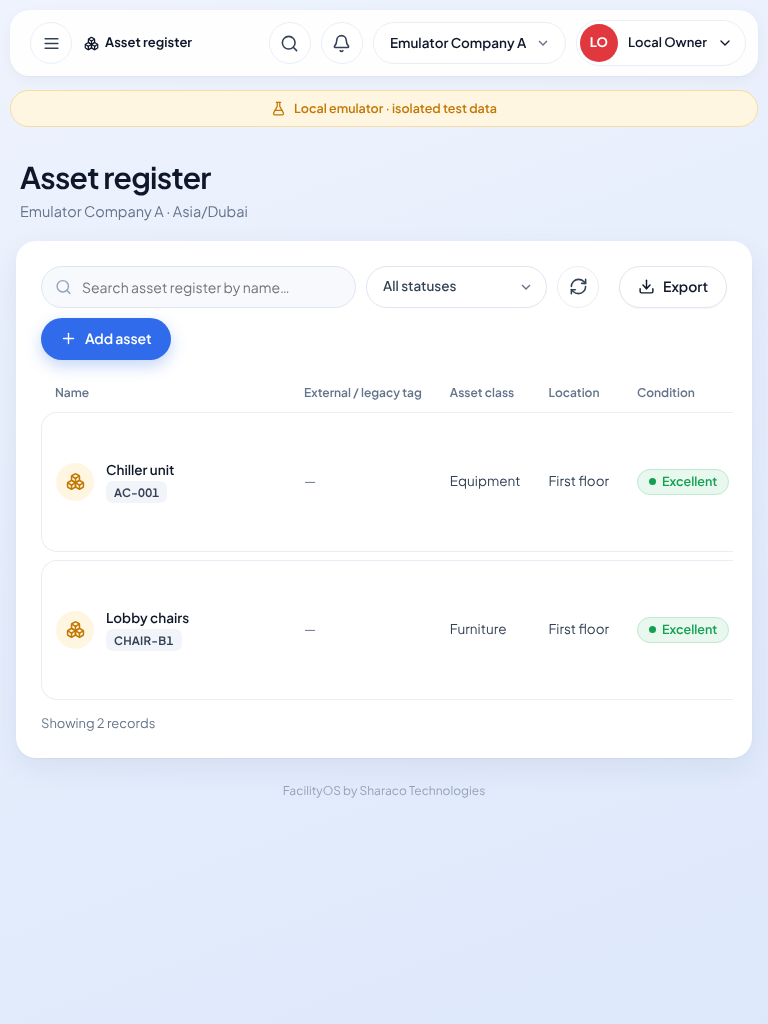 Asset register
Emulator Company A
LO
Local Owner
Local emulator · isolated test data
Asset register
Emulator Company A · Asia/Dubai
Search asset register by name...
All statuses
Export
Add asset
Name
External / legacy tag
Asset class
Location
Condition
Chiller unit
AC-001
—
Equipment
First floor
Excellent
Lobby chairs
CHAIR-B1
—
Furniture
First floor
Excellent
Showing 2 records
FacilityOS by Sharaco Technologies